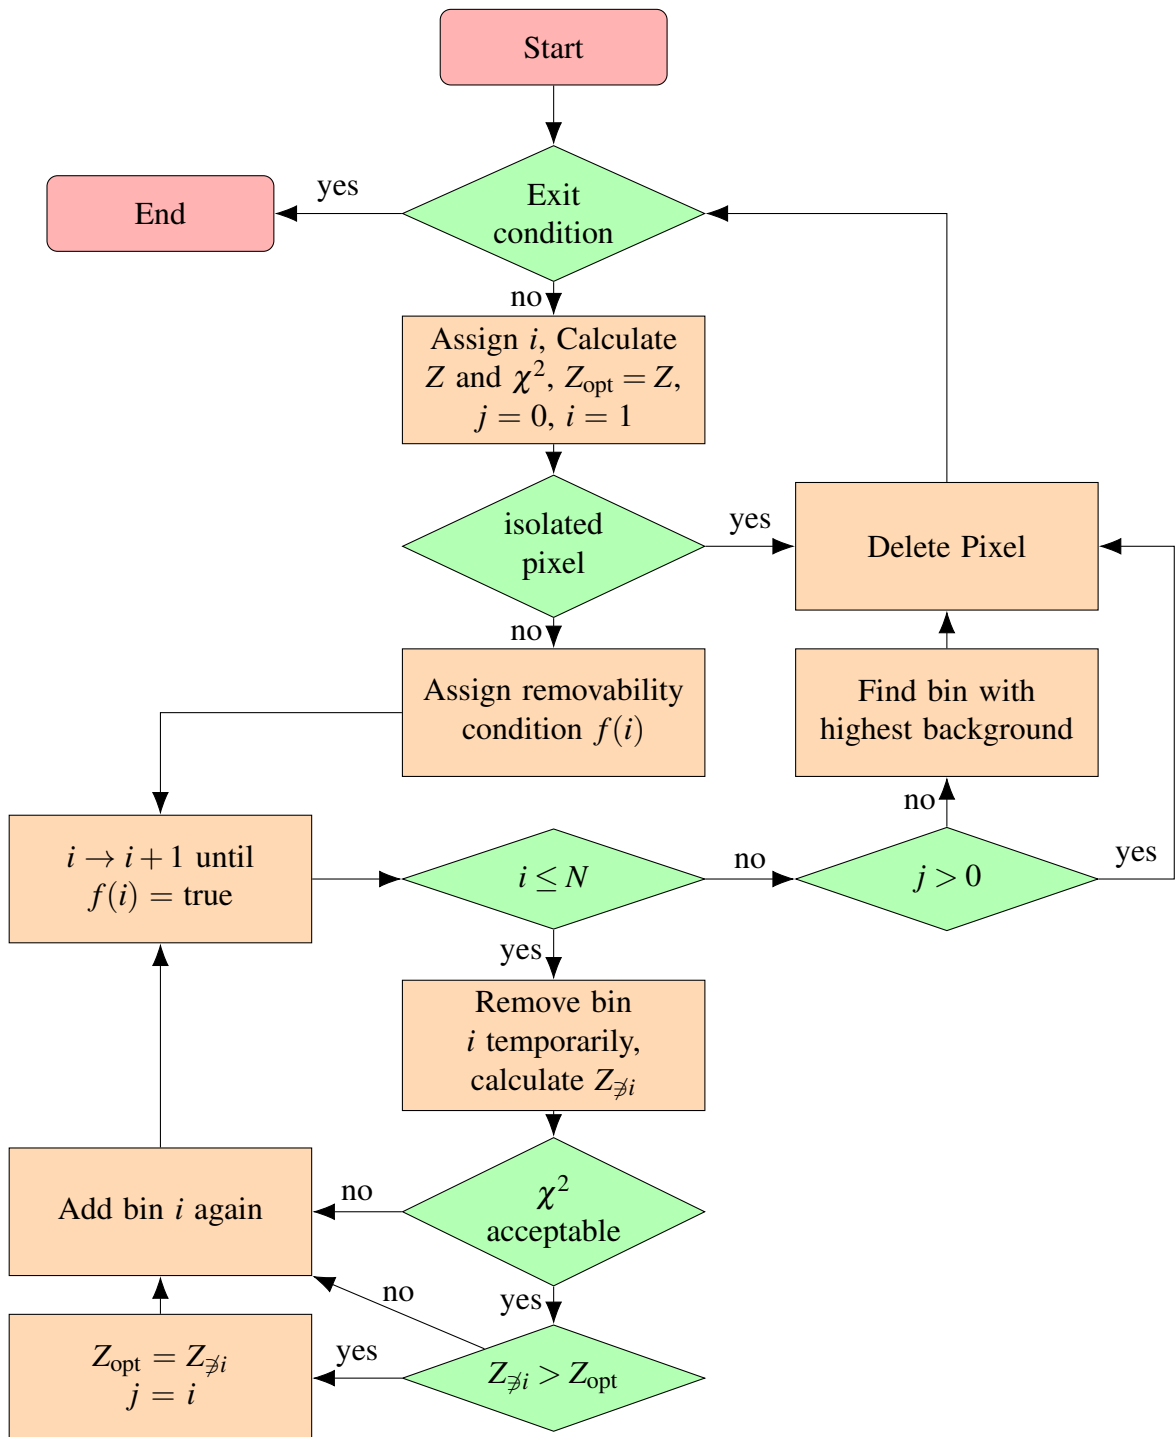 Start
End
yes
Exit
condition
no
Assign i, Calculate
Z and χ², Z_opt = Z,
j = 0, i = 1
isolated
pixel
yes
Delete Pixel
no
Assign removability
condition f(i)
Find bin with
highest background
no
i → i + 1 until
f(i) = true
i ≤ N
no
j > 0
yes
yes
Remove bin
i temporarily,
calculate Z_∌i
Add bin i again
no
χ²
acceptable
no
yes
Z_opt = Z_∌i
j = i
yes
Z_∌i > Z_opt